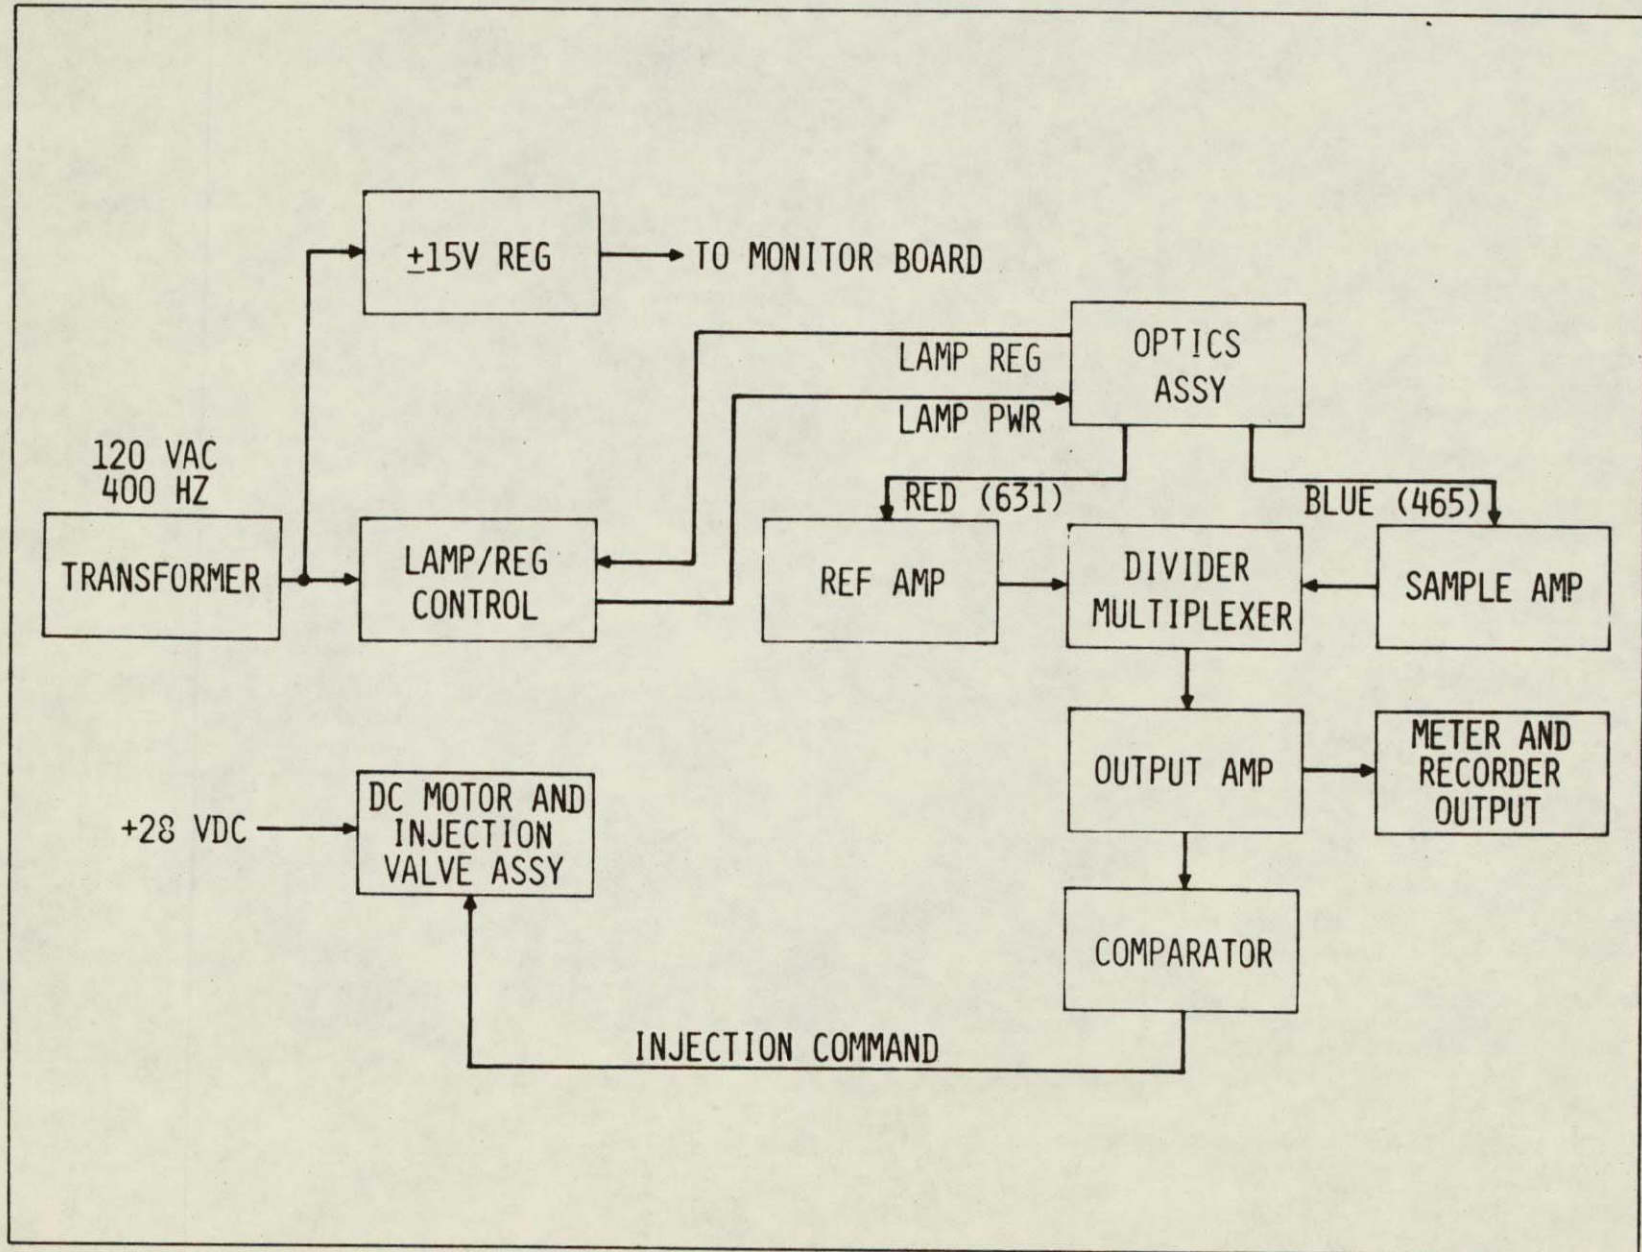 ±15V REG
TO MONITOR BOARD
OPTICS
ASSY
LAMP REG
LAMP PWR
120 VAC
400 HZ
TRANSFORMER
LAMP/REG
CONTROL
RED (631)
BLUE (465)
REF AMP
DIVIDER
MULTIPLEXER
SAMPLE AMP
OUTPUT AMP
METER AND
RECORDER
OUTPUT
+28 VDC
DC MOTOR AND
INJECTION
VALVE ASSY
COMPARATOR
INJECTION COMMAND